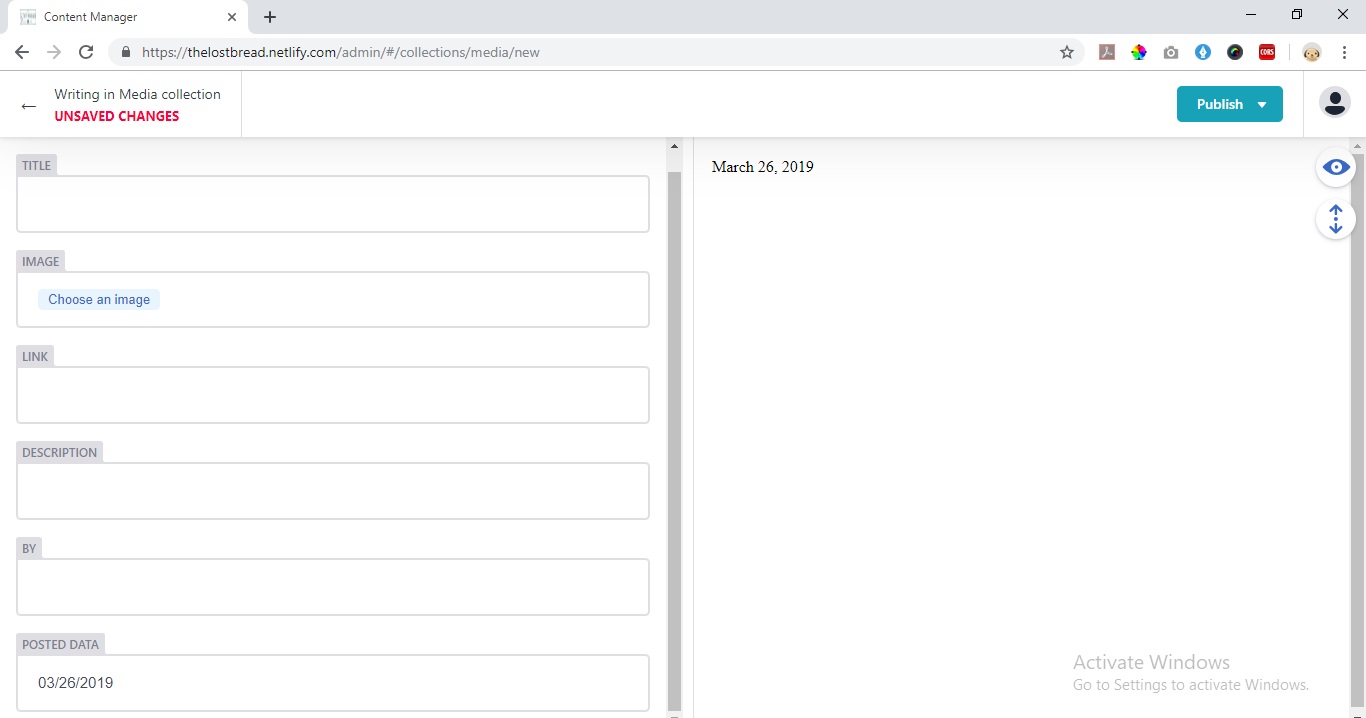 Content Manager
https://thelostbread.netlify.com/admin/#/collections/media/new
CORS
Writing in Media collection
UNSAVED CHANGES
Publish
TITLE
March 26, 2019
IMAGE
Choose an image
LINK
DESCRIPTION
BY
POSTED DATA
03/26/2019
Activate Windows
Go to Settings to activate Windows.